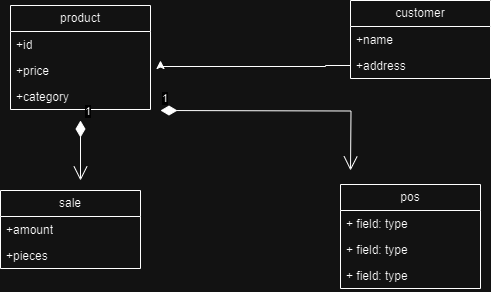 product
+id
+price
+category
1
1
customer
+name
+address
sale
+amount
+pieces
pos
+ field: type
+ field: type
+ field: type